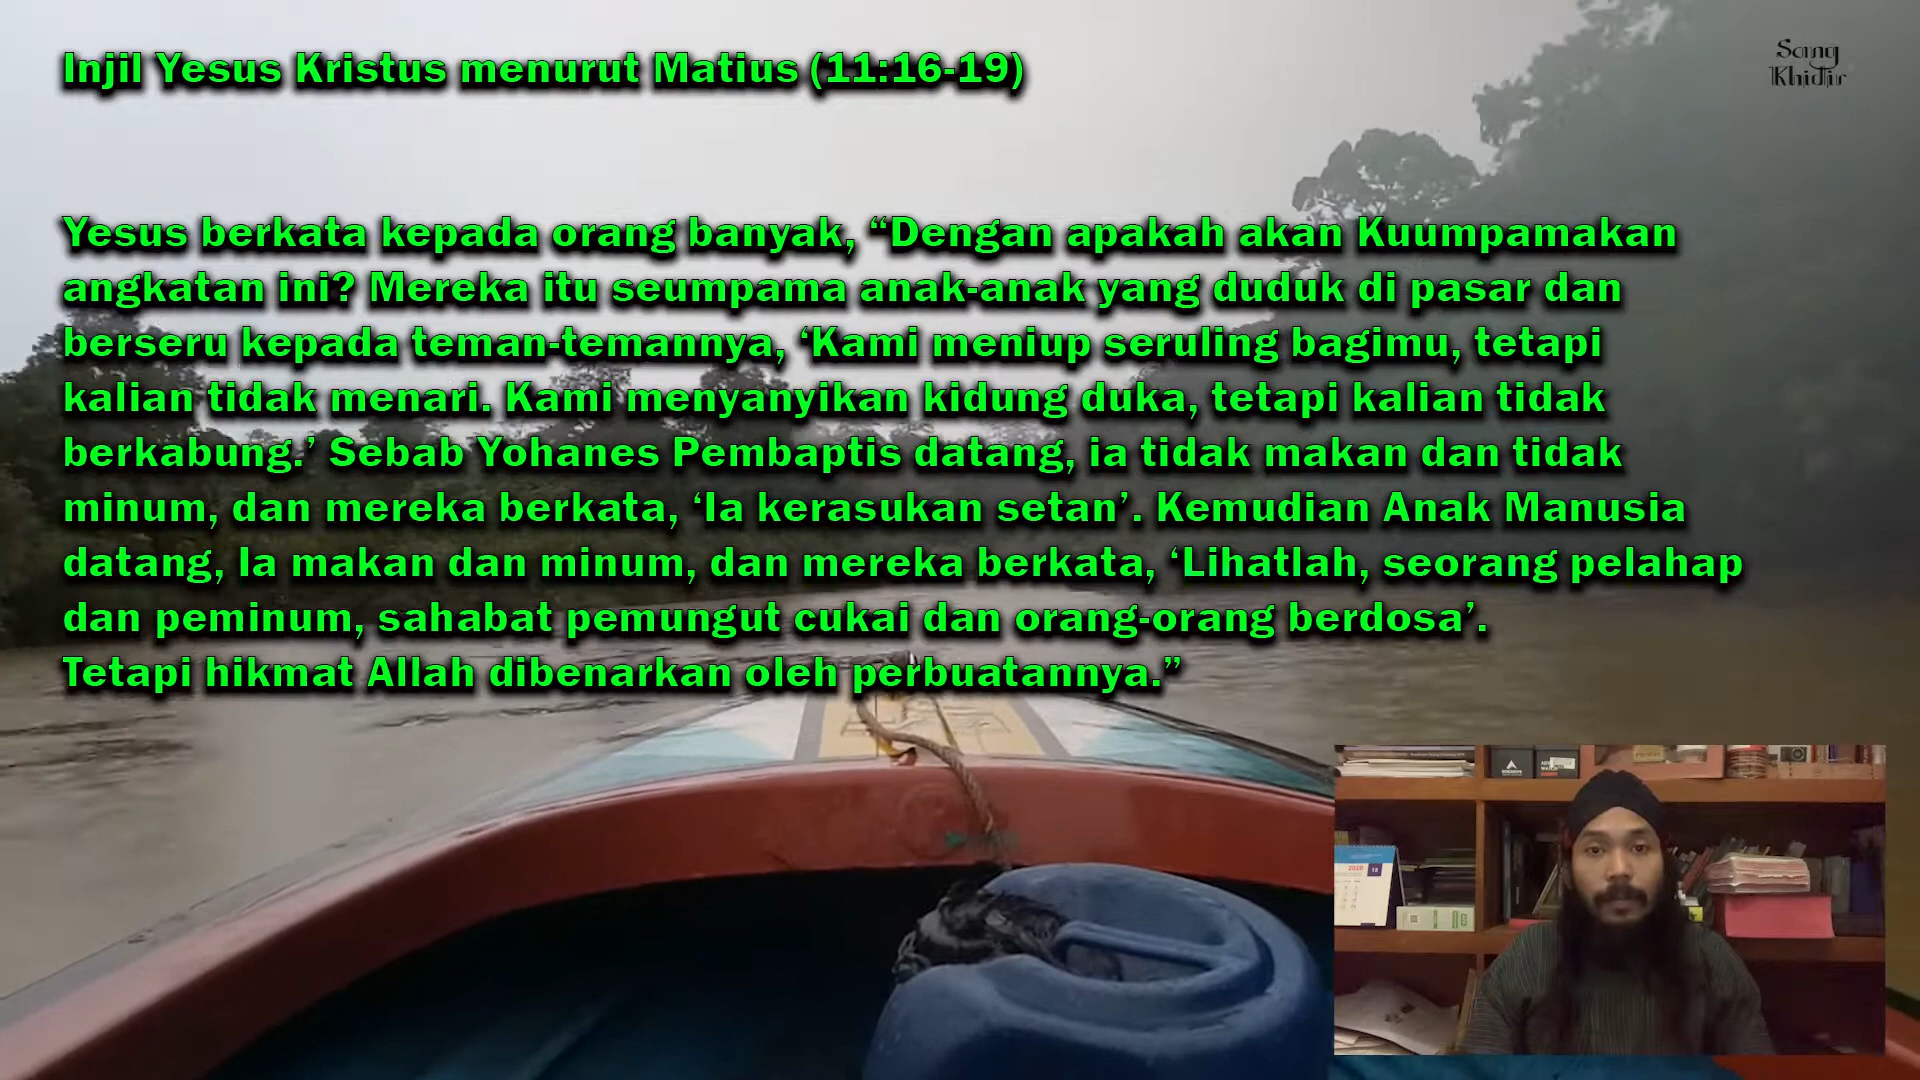 Injil Yesus Kristus menurut Matius (11:16-19)
Sang
Khidir
Yesus berkata kepada orang banyak, “Dengan apakah akan Kuumpamakan
angkatan ini? Mereka itu seumpama anak-anak yang duduk di pasar dan
berseru kepada teman-temannya, ‘Kami meniup seruling bagimu, tetapi
kalian tidak menari. Kami menyanyikan kidung duka, tetapi kalian tidak
berkabung.’ Sebab Yohanes Pembaptis datang, ia tidak makan dan tidak
minum, dan mereka berkata, ‘Ia kerasukan setan’. Kemudian Anak Manusia
datang, Ia makan dan minum, dan mereka berkata, ‘Lihatlah, seorang pelahap
dan peminum, sahabat pemungut cukai dan orang-orang berdosa’.
Tetapi hikmat Allah dibenarkan oleh perbuatannya.”
2020